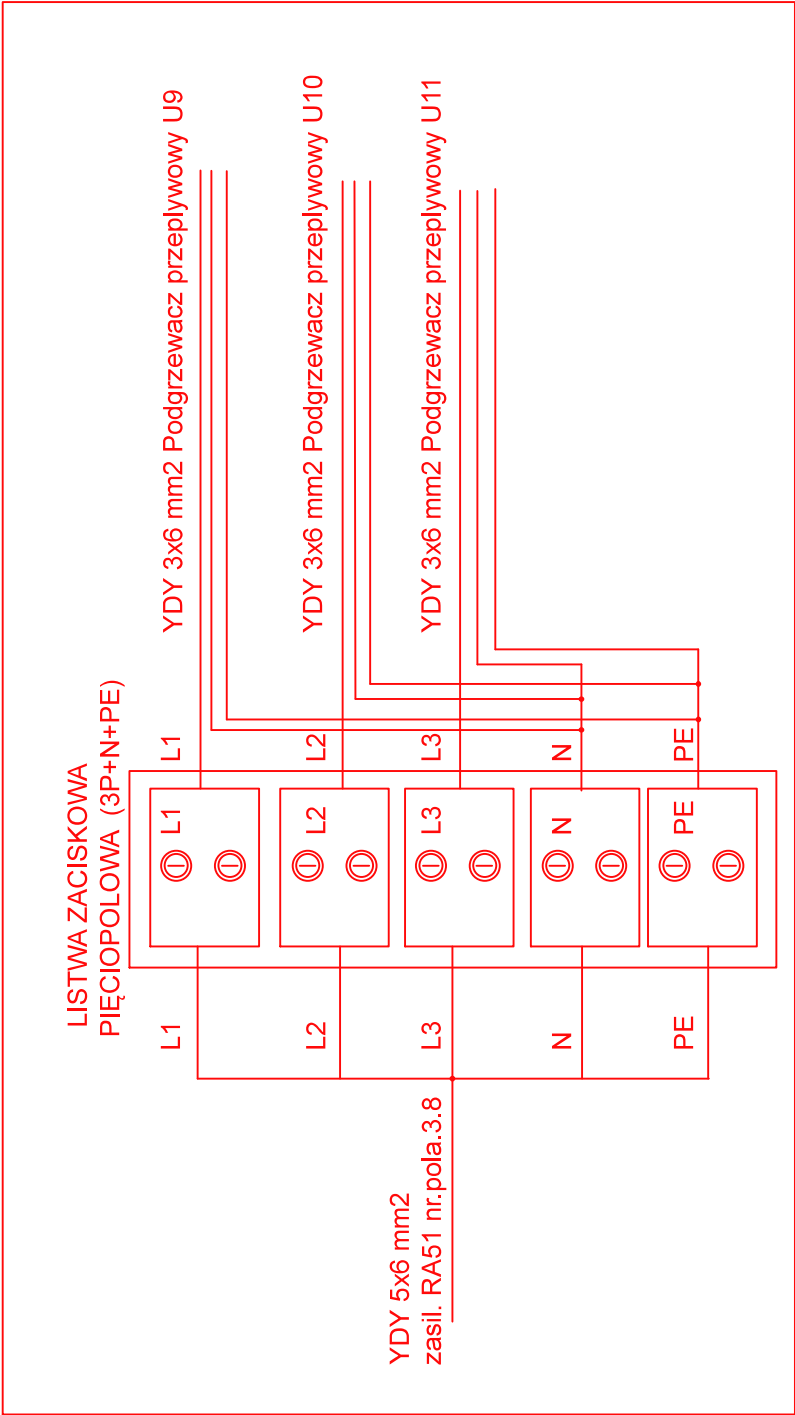 LISTWA ZACISKOWA
PIĘCIOPOLOWA (3P+N+PE)
YDY 5x6 mm2
zasil. RA51 nr.pola.3.8
L1
L1
L1
YDY 3x6 mm2 Podgrzewacz przeplywowy U9
L2
L2
L2
YDY 3x6 mm2 Podgrzewacz przeplywowy U10
L3
L3
L3
YDY 3x6 mm2 Podgrzewacz przeplywowy U11
N
N
N
PE
PE
PE